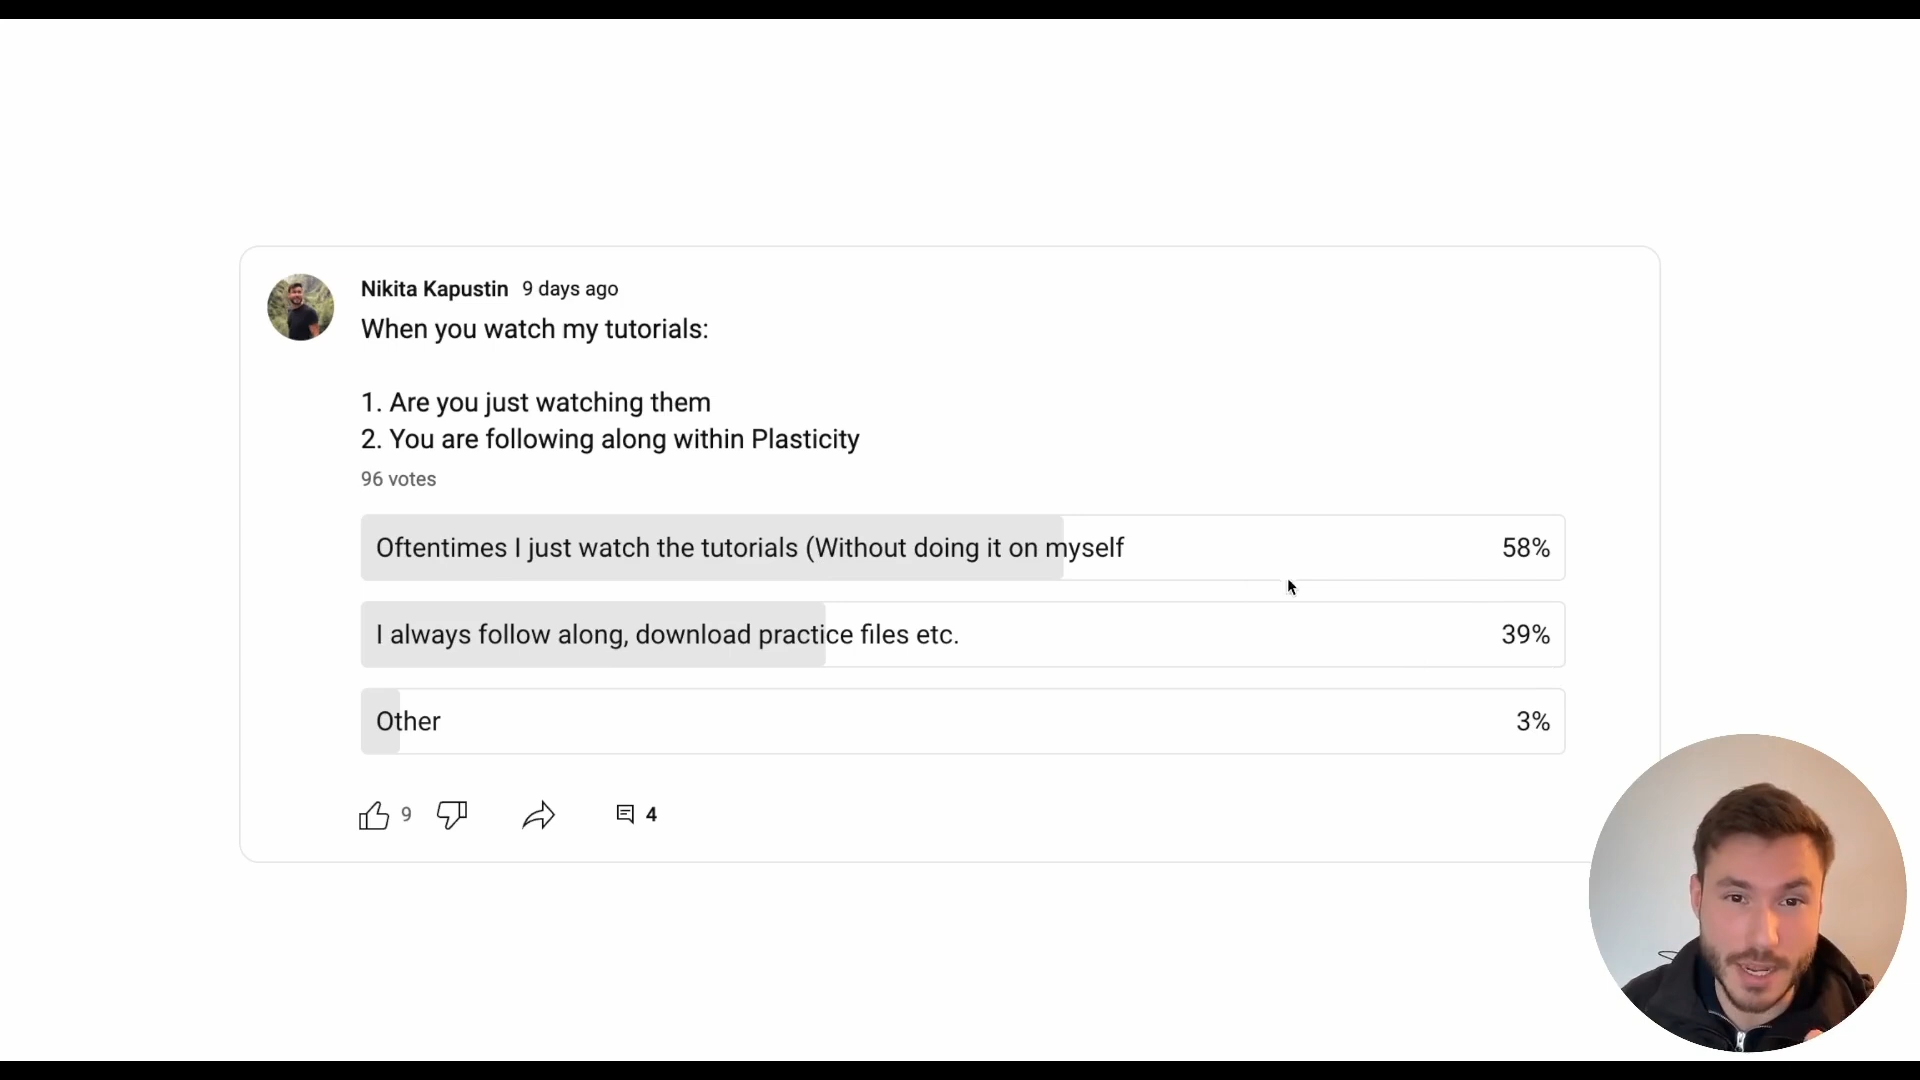 Nikita Kapustin 9 days ago
When you watch my tutorials:
1. Are you just watching them
2. You are following along within Plasticity
96 votes
Oftentimes I just watch the tutorials (Without doing it on myself 58%
I always follow along, download practice files etc. 39%
Other 3%
9 4